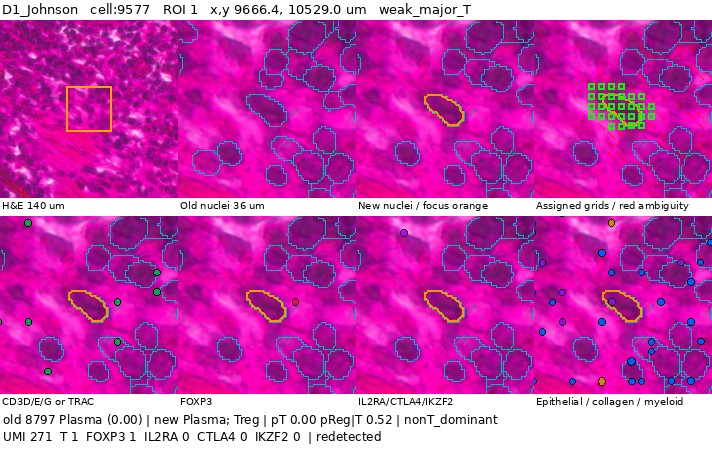 D1_Johnson   cell:9577   ROI 1   x,y 9666.4, 10529.0 um   weak_major_T
H&E 140 um
Old nuclei 36 um
New nuclei / focus orange
Assigned grids / red ambiguity
CD3D/E/G or TRAC
FOXP3
IL2RA/CTLA4/IKZF2
Epithelial / collagen / myeloid
old 8797 Plasma (0.00) | new Plasma; Treg | pT 0.00 pReg|T 0.52 | nonT_dominant
UMI 271  T 1  FOXP3 1  IL2RA 0  CTLA4 0  IKZF2 0  | redetected